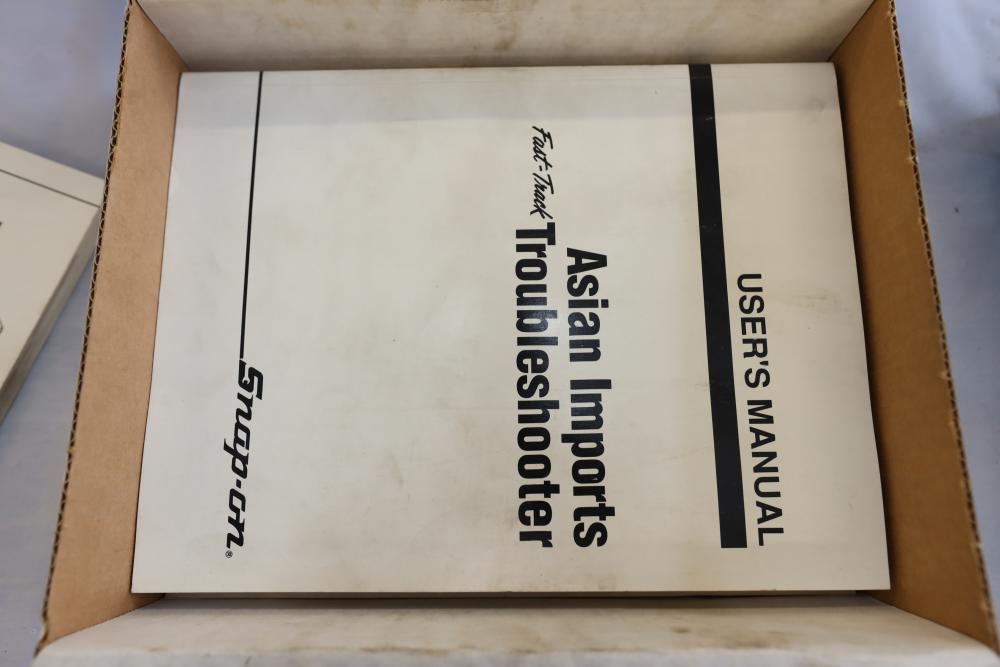 USER'S MANUAL
Asian Imports
Fast-Track Troubleshooter
Snap-on®